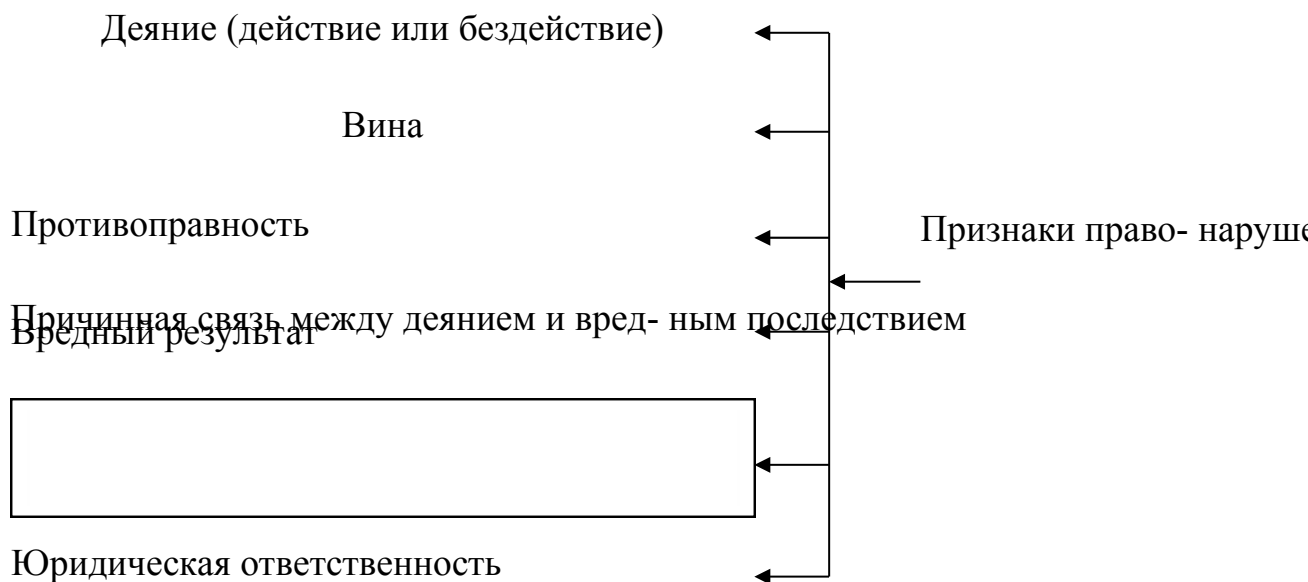 Деяние (действие или бездействие)
Вина
Противоправность
Признаки право- наруше
Причинная связь между деянием и вред- ным последствием
Вредный результат
Юридическая ответственность